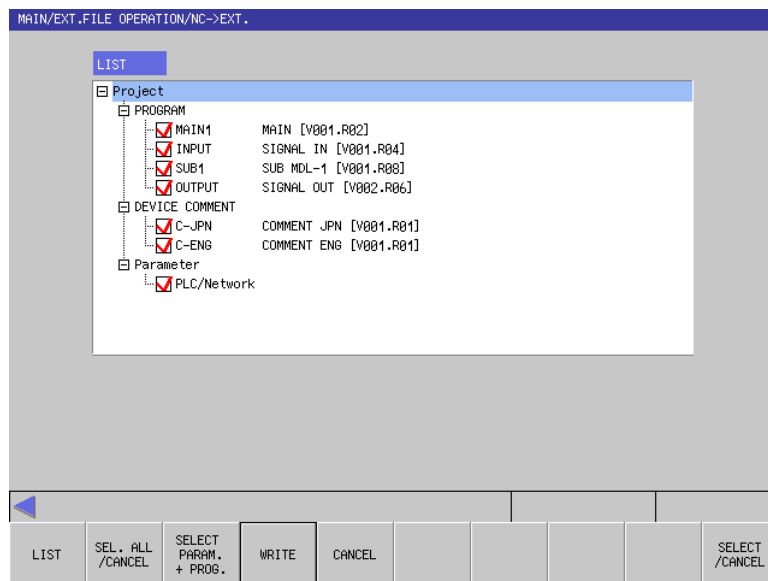 MAIN/EXT.FILE OPERATION/NC->EXT.
LIST
Project
PROGRAM
MAIN1 MAIN [V001.R02]
INPUT SIGNAL IN [V001.R04]
SUB1 SUB MDL-1 [V001.R08]
OUTPUT SIGNAL OUT [V002.R06]
DEVICE COMMENT
C-JPN COMMENT JPN [V001.R01]
C-ENG COMMENT ENG [V001.R01]
Parameter
PLC/Network
LIST
SEL. ALL
/CANCEL
SELECT
PARAM.
+ PROG.
WRITE
CANCEL
SELECT
/CANCEL